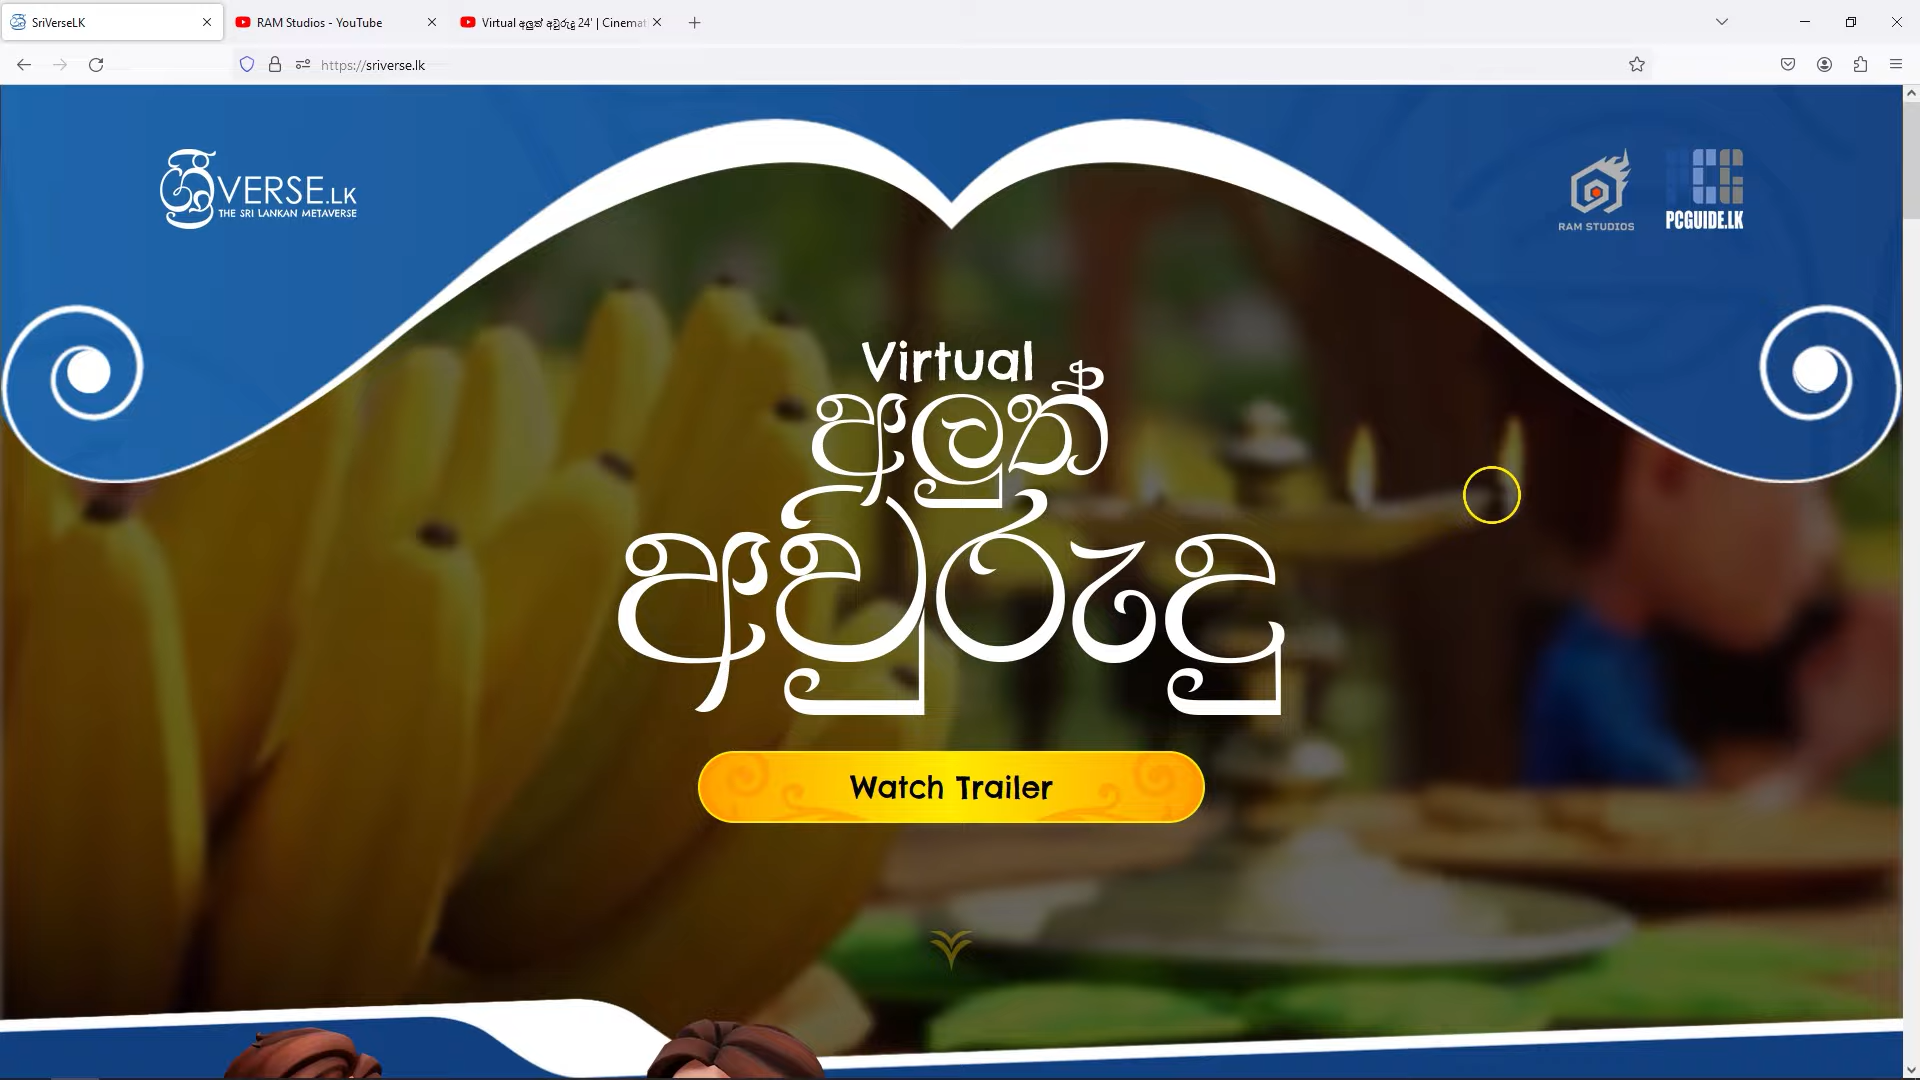 SriVerseLK
RAM Studios - YouTube
Virtual අලුත් අවුරුදු 24' | Cinemat
https://sriverse.lk
ශ්‍රීVERSE.LK
THE SRI LANKAN METAVERSE
RAM STUDIOS
PCG
PCGUIDE.LK
Virtual
අලුත්
අවුරුදු
Watch Trailer